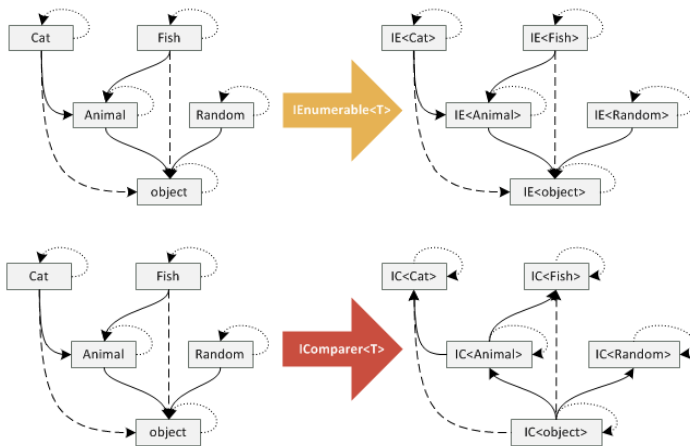 Cat
Fish
Animal
Random
object
IEnumerable<T>
IE<Cat>
IE<Fish>
IE<Animal>
IE<Random>
IE<object>
Cat
Fish
Animal
Random
object
IComparer<T>
IC<Cat>
IC<Fish>
IC<Animal>
IC<Random>
IC<object>